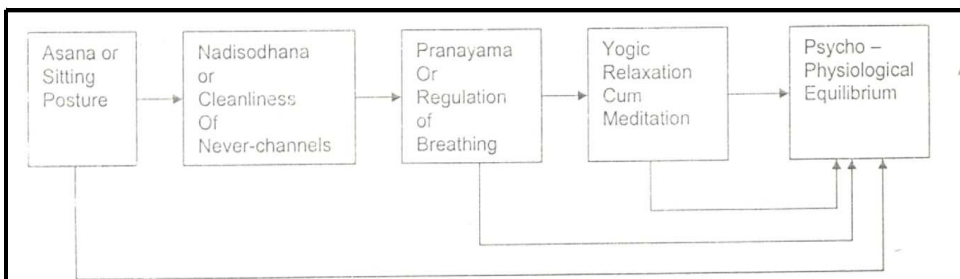 Asana or
Sitting
Posture
Nadisodhana
or
Cleanliness
Of
Never-channels
Pranayama
Or
Regulation
of
Breathing
Yogic
Relaxation
Cum
Meditation
Psycho –
Physiological
Equilibrium